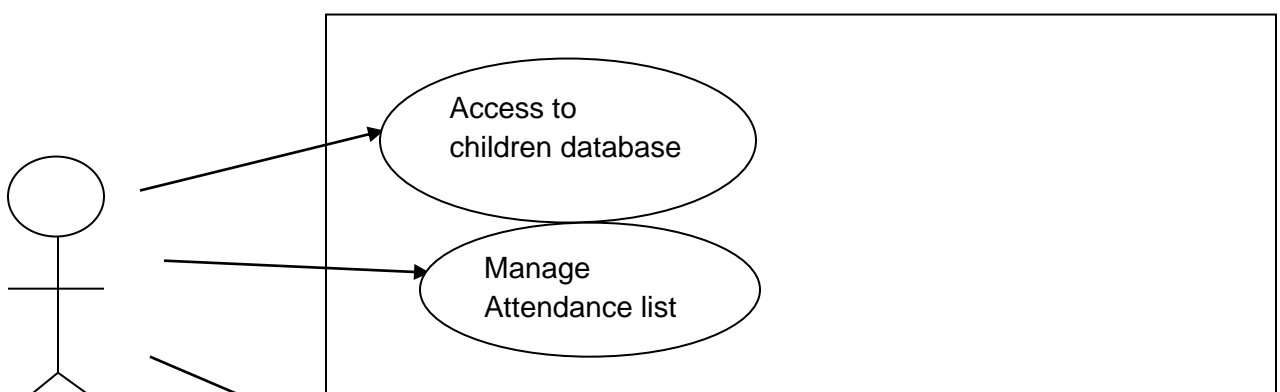 Access to
children database
Manage
Attendance list